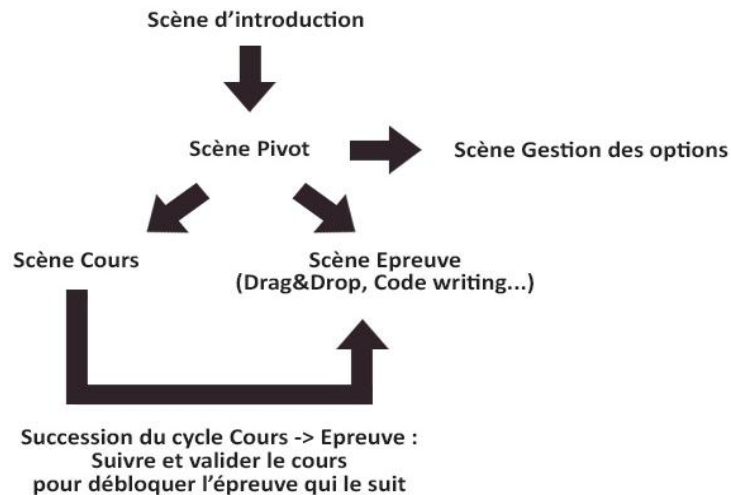 Scène d'introduction
Scène Pivot
Scène Gestion des options
Scène Cours
Scène Epreuve
(Drag&Drop, Code writing...)
Succession du cycle Cours -> Epreuve :
Suivre et valider le cours
pour débloquer l'épreuve qui le suit